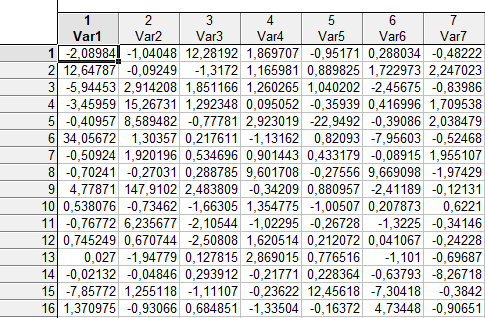 1 2 3 4 5 6 7
Var1 Var2 Var3 Var4 Var5 Var6 Var7
1 -2,08984 -1,04048 12,28192 1,869707 -0,95171 0,288034 -0,48222
2 12,64787 -0,09249 -1,3172 1,165981 0,889825 1,722973 2,247023
3 -5,94453 2,914208 1,851166 1,260265 1,040202 -2,45675 -0,83986
4 -3,45959 15,26731 1,292348 0,095052 -0,35939 0,416996 1,709538
5 -0,40957 8,589482 -0,77781 2,923019 -22,9492 -0,39086 2,038479
6 34,05672 1,30357 0,217611 -1,13162 0,82093 -7,95603 -0,52468
7 -0,50924 1,920196 0,534696 0,901443 0,433179 -0,08915 1,955107
8 -0,70241 -0,27031 0,288785 9,601708 -0,27556 9,669098 -1,97429
9 4,77871 147,9102 2,483809 -0,34209 0,880957 -2,41189 -0,12131
10 0,538076 -0,73462 -1,66305 1,354775 -1,00507 0,207873 0,6221
11 -0,76772 6,235677 -2,10544 -1,02295 -0,26728 -1,3225 -0,34146
12 0,745249 0,670744 -2,50808 1,620514 0,212072 0,041067 -0,24228
13 0,027 -1,94779 0,127815 2,869015 0,776516 -1,101 -0,69687
14 -0,02132 -0,04846 0,293912 -0,21771 0,228364 -0,63793 -8,26718
15 -7,85772 1,255118 -1,11107 -0,23622 12,45618 -7,30418 -0,3842
16 1,370975 -0,93066 0,684851 -1,33504 -0,16372 4,73448 -0,90651